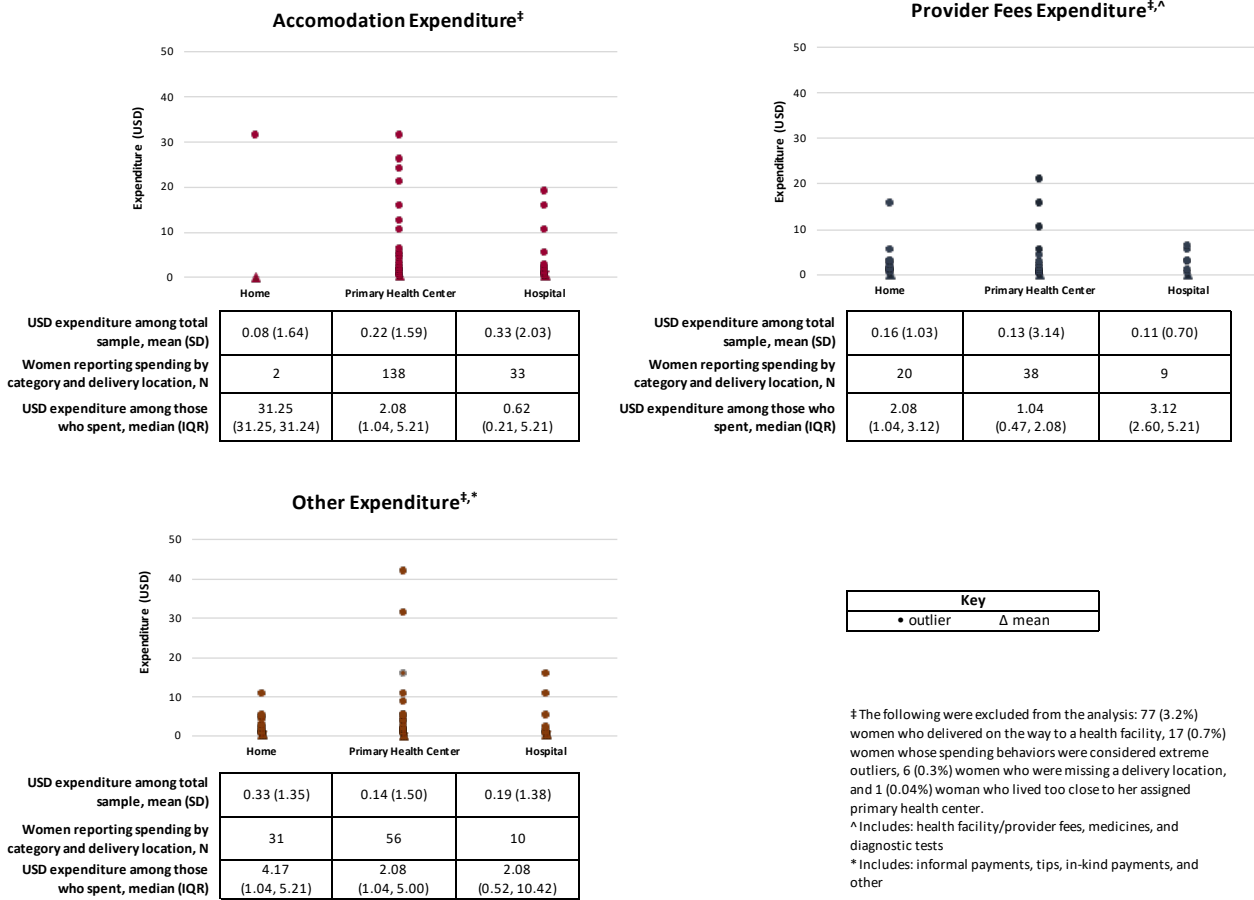 Accomodation Expenditure‡
50
40
30
20
10
0
Expenditure (USD)
Home Primary Health Center Hospital
USD expenditure among total
sample, mean (SD)
0.08 (1.64) 0.22 (1.59) 0.33 (2.03)
Women reporting spending by
category and delivery location, N
2 138 33
USD expenditure among those
who spent, median (IQR)
31.25 2.08 0.62
(31.25, 31.24) (1.04, 5.21) (0.21, 5.21)
Provider Fees Expenditure‡,^
50
40
30
20
10
0
Expenditure (USD)
Home Primary Health Center Hospital
USD expenditure among total
sample, mean (SD)
0.16 (1.03) 0.13 (3.14) 0.11 (0.70)
Women reporting spending by
category and delivery location, N
20 38 9
USD expenditure among those who
spent, median (IQR)
2.08 1.04 3.12
(1.04, 3.12) (0.47, 2.08) (2.60, 5.21)
Other Expenditure‡,*
50
40
30
20
10
0
Expenditure (USD)
Home Primary Health Center Hospital
USD expenditure among total
sample, mean (SD)
0.33 (1.35) 0.14 (1.50) 0.19 (1.38)
Women reporting spending by
category and delivery location, N
31 56 10
USD expenditure among those
who spent, median (IQR)
4.17 2.08 2.08
(1.04, 5.21) (1.04, 5.00) (0.52, 10.42)
Key
• outlier Δ mean
‡ The following were excluded from the analysis: 77 (3.2%)
women who delivered on the way to a health facility, 17 (0.7%)
women whose spending behaviors were considered extreme
outliers, 6 (0.3%) women who were missing a delivery location,
and 1 (0.04%) woman who lived too close to her assigned
primary health center.
^ Includes: health facility/provider fees, medicines, and
diagnostic tests
* Includes: informal payments, tips, in-kind payments, and
other